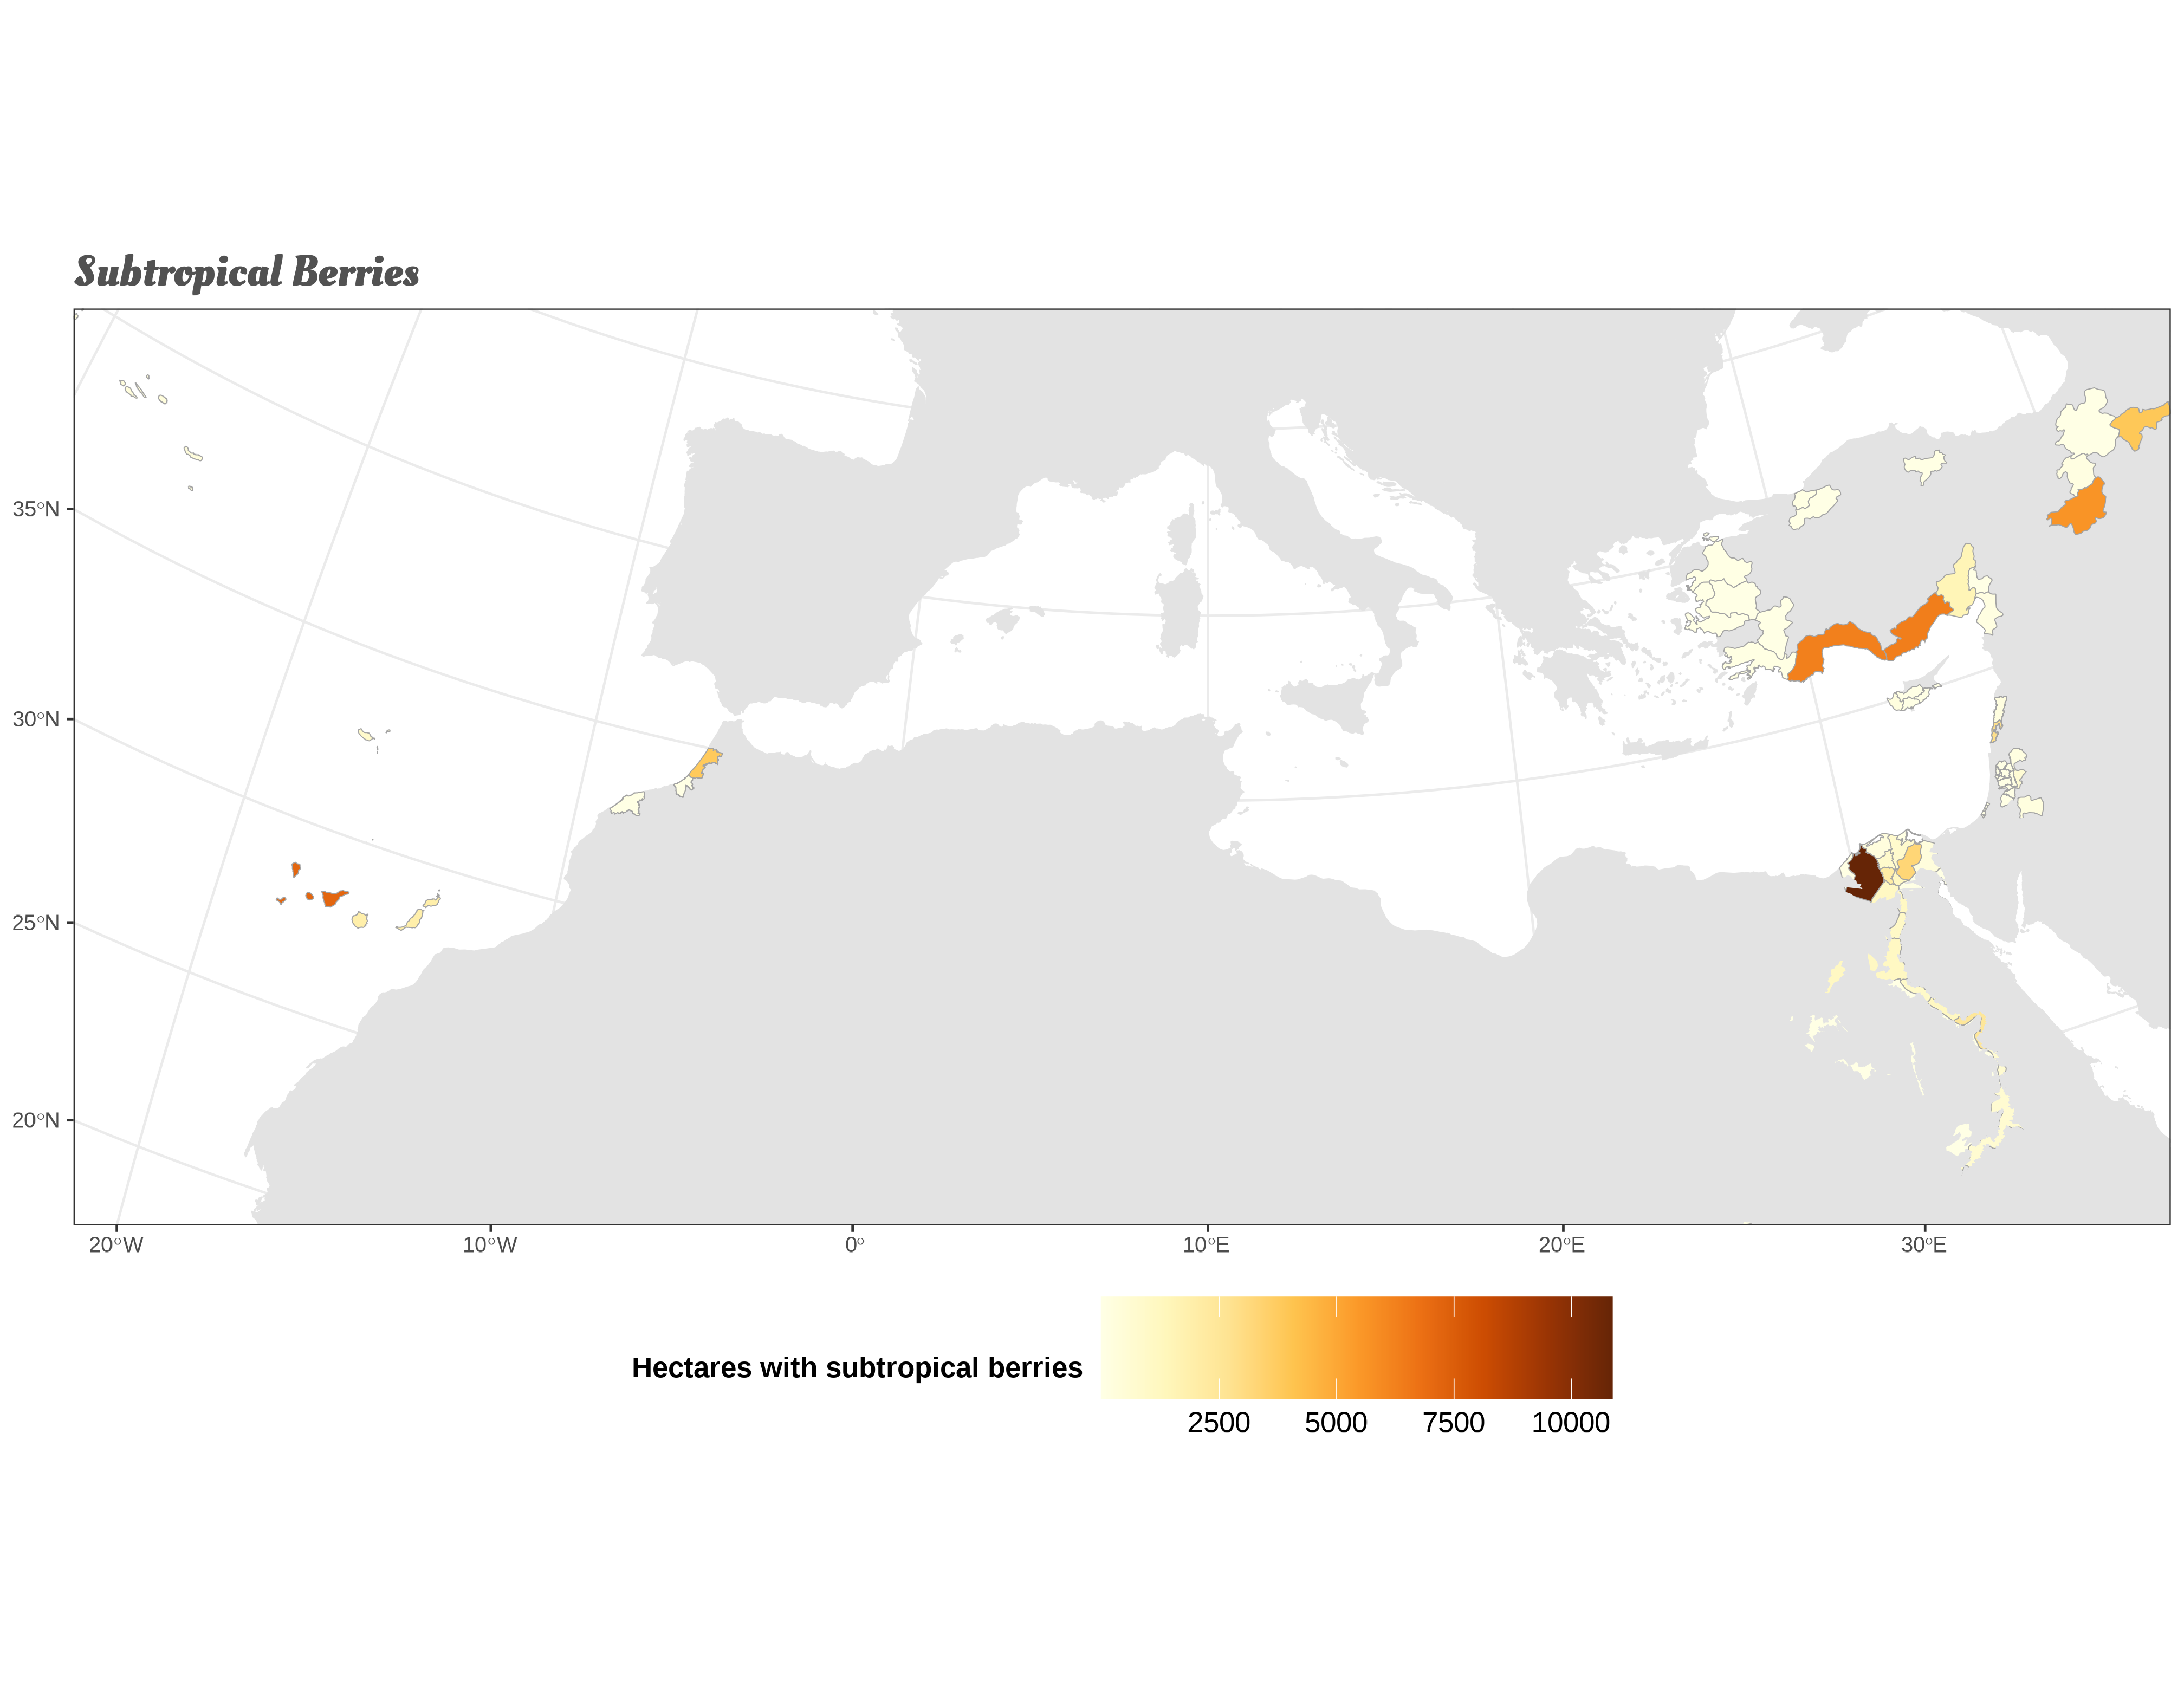 Subtropical Berries
35°N
30°N
25°N
20°N
20°W 10°W 0° 10°E 20°E 30°E
Hectares with subtropical berries
2500 5000 7500 10000